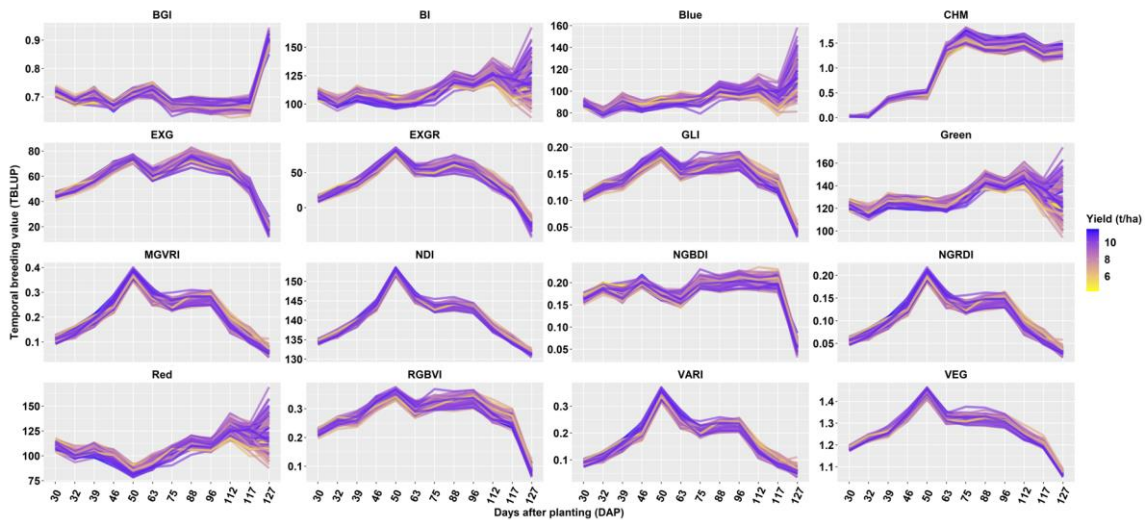 BGI
BI
Blue
CHM
0.9
0.8
0.7
150
125
100
160
140
120
100
80
1.5
1.0
0.5
0.0
EXG
EXGR
GLI
Green
80
60
40
20
50
0
0.20
0.15
0.10
0.05
160
140
120
100
MGVRI
NDI
NGBDI
NGRDI
0.4
0.3
0.2
0.1
150
145
140
135
130
0.20
0.15
0.10
0.05
0.20
0.15
0.10
0.05
Red
RGBVI
VARI
VEG
150
125
100
75
0.3
0.2
0.1
0.3
0.2
0.1
1.4
1.3
1.2
1.1
30 32 39 46 50 63 75 88 96 112 117 127
30 32 39 46 50 63 75 88 96 112 117 127
30 32 39 46 50 63 75 88 96 112 117 127
30 32 39 46 50 63 75 88 96 112 117 127
Temporal breeding value (TBLUP)
Days after planting (DAP)
Yield (t/ha)
10
8
6